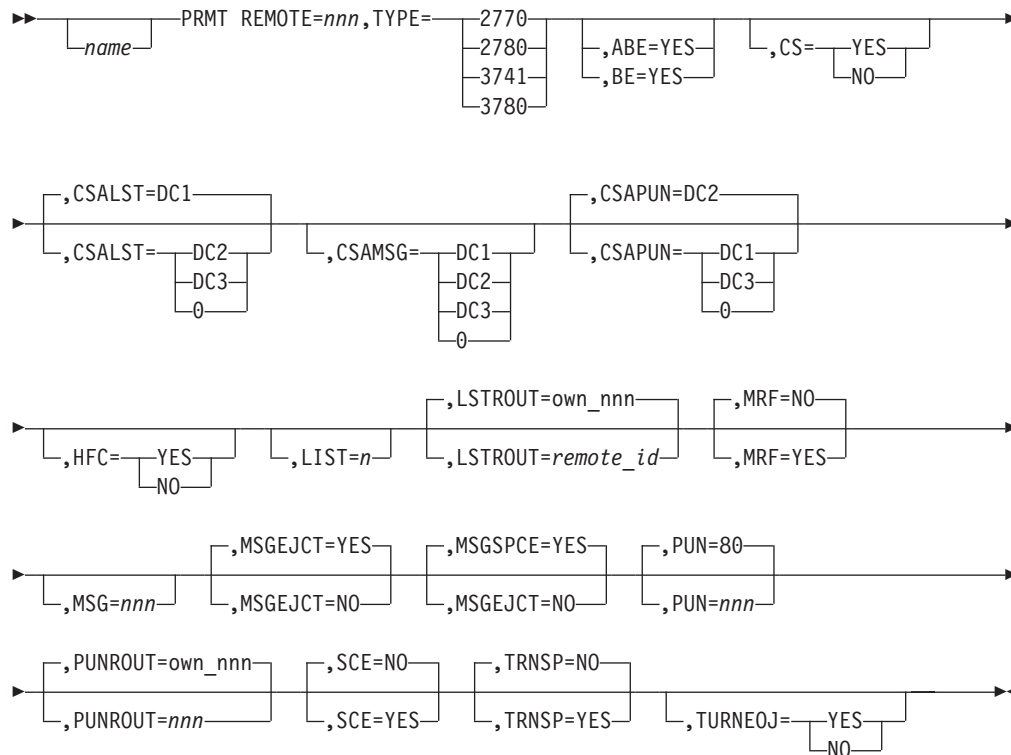 PRMT REMOTE=nnn,TYPE= 2770
name 2780 ,ABE=YES ,CS= YES
3741 ,BE=YES NO
3780
,CSALST=DC1 ,CSAPUN=DC2
,CSALST= DC2 ,CSAMSG= DC1 ,CSAPUN= DC1
DC3 DC2 DC3
0 DC3 0
0
,LSTROUT=own_nnn ,MRF=NO
,HFC= YES ,LIST=n ,LSTROUT=remote_id ,MRF=YES
NO
,MSGEJCT=YES ,MSGSPCE=YES ,PUN=80
,MSG=nnn ,MSGEJCT=NO ,MSGEJCT=NO ,PUN=nnn
,PUNROUT=own_nnn ,SCE=NO ,TRNSP=NO
,PUNROUT=nnn ,SCE=YES ,TRNSP=YES ,TURNEOJ= YES
NO